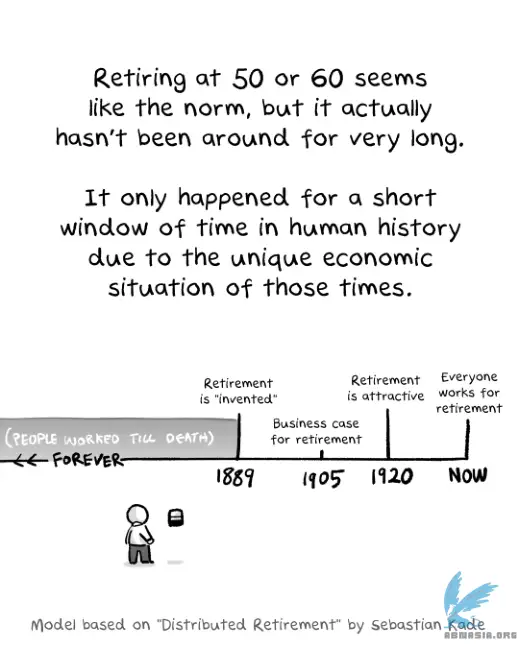 Retiring at 50 or 60 seems
like the norm, but it actually
hasn't been around for very long.
It only happened for a short
window of time in human history
due to the unique economic
situation of those times.
Retirement
is "invented"
Business case
for retirement
Retirement
is attractive
Everyone
works for
retirement
(PEOPLE WORKED TILL DEATH)
FOREVER
1889
1905
1920
NOW
Model based on "Distributed Retirement" by Sebastian Kade
ABMASIA.ORG